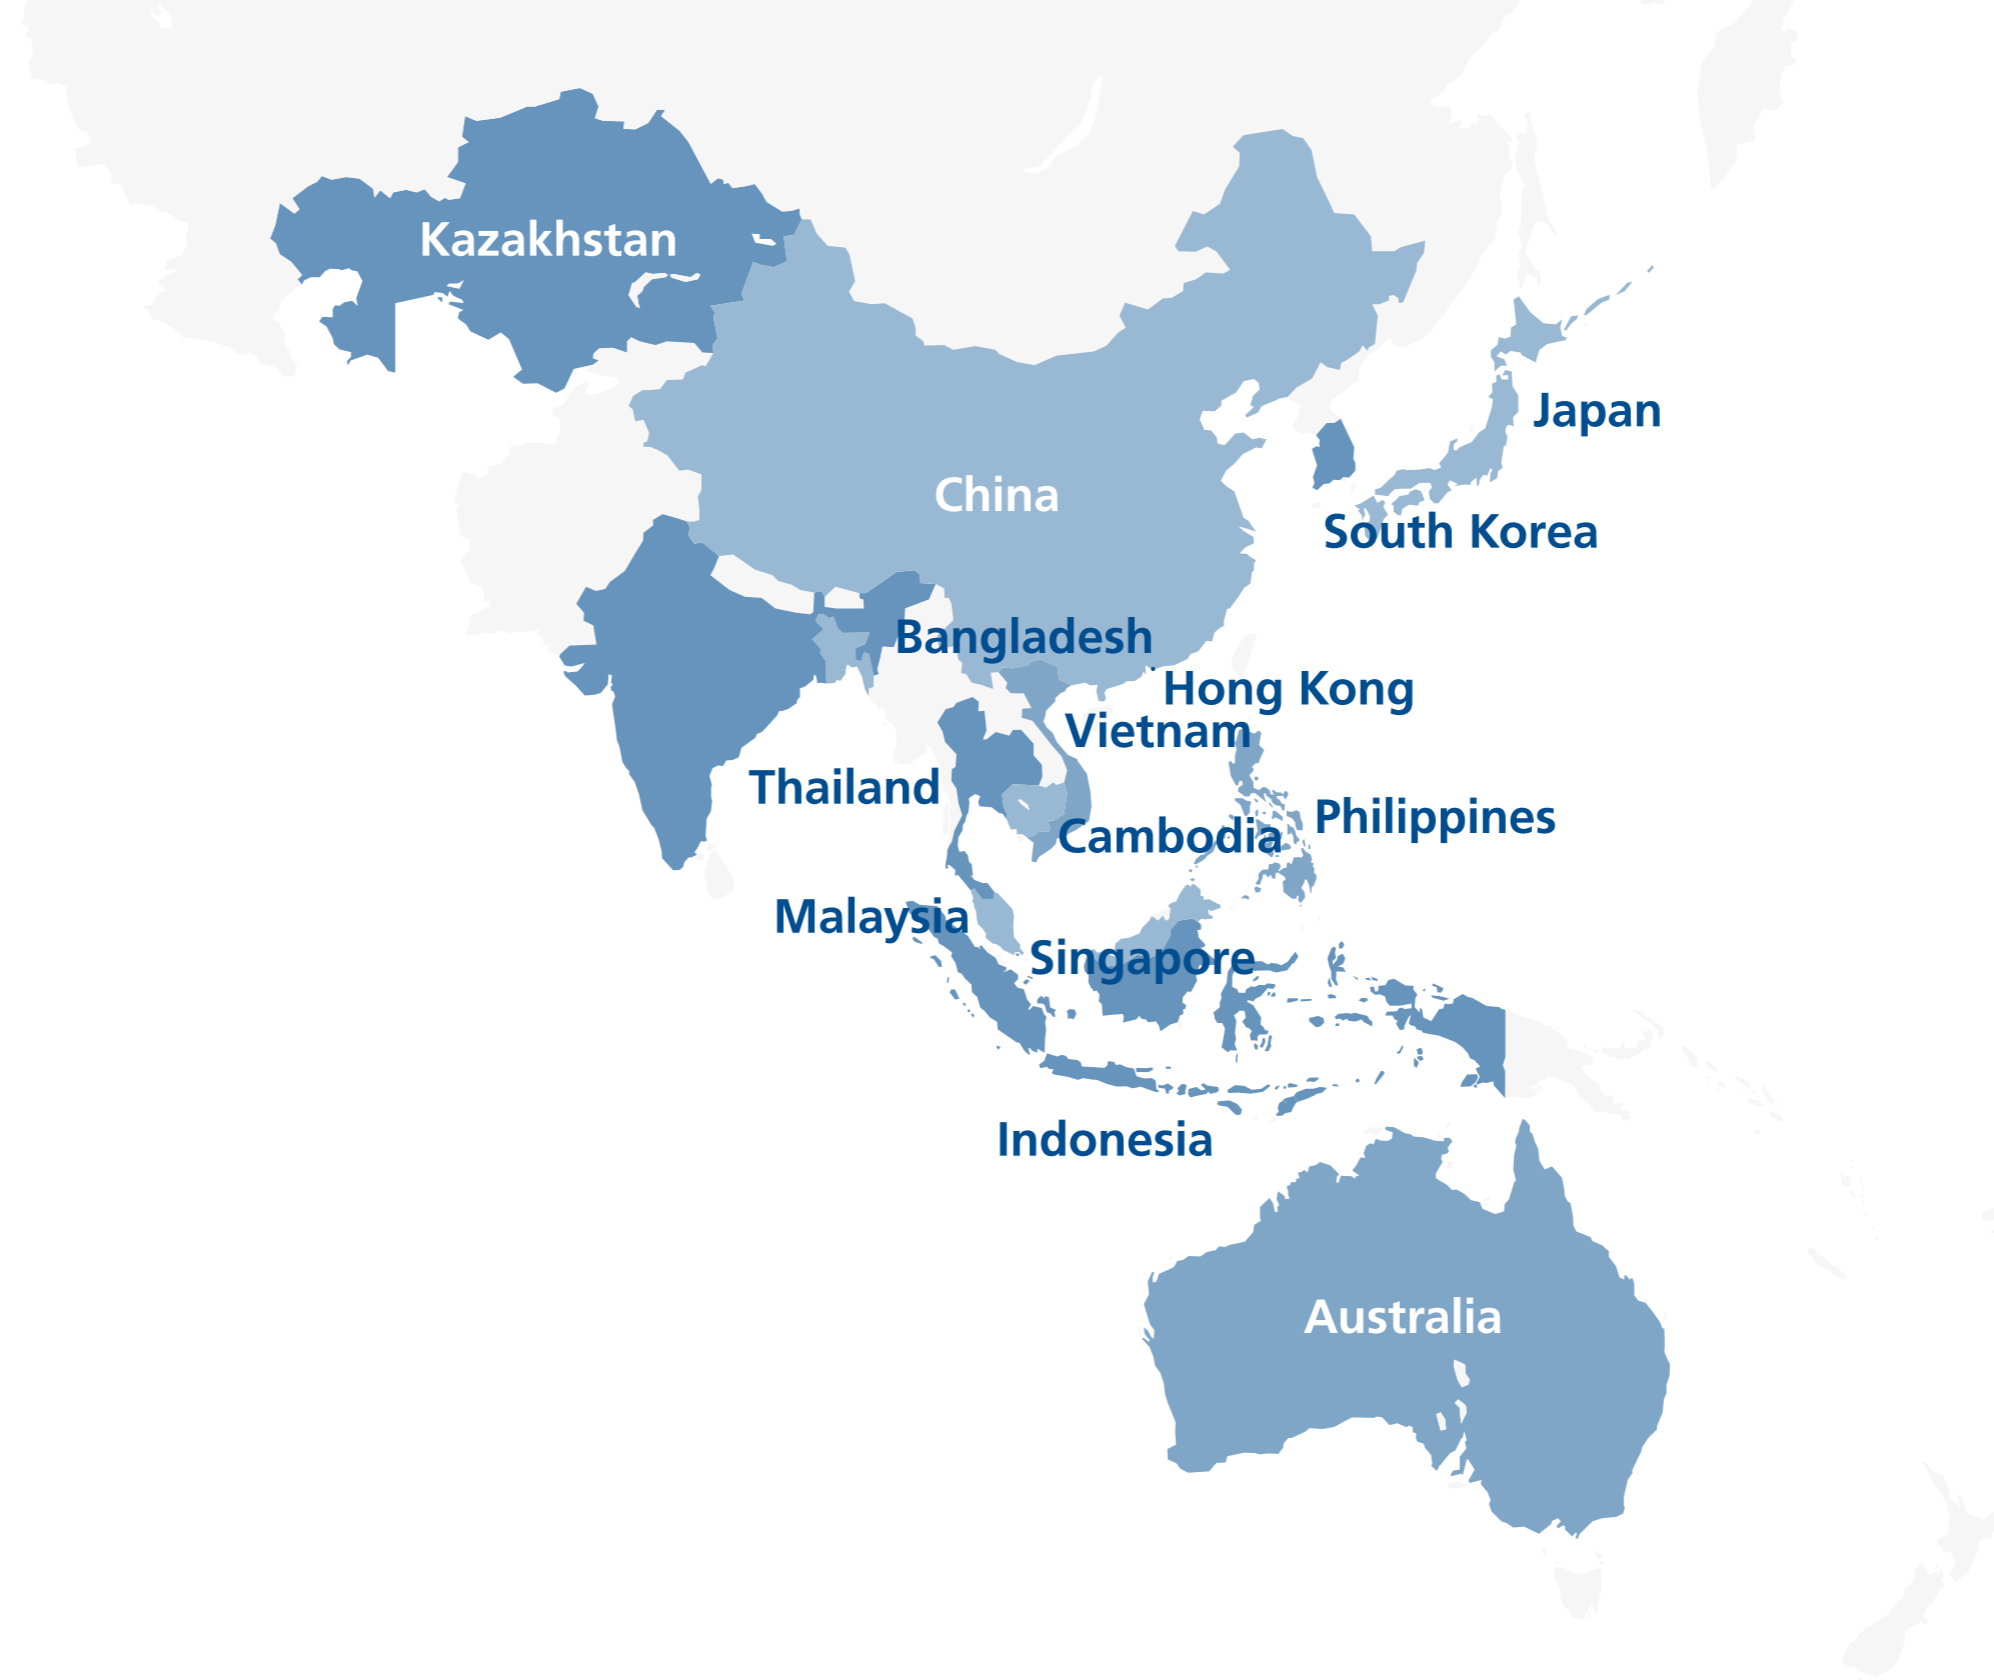 Kazakhstan
Japan
China
South Korea
Bangladesh
Hong Kong
Vietnam
Thailand
Philippines
Cambodia
Malaysia
Singapore
Indonesia
Australia